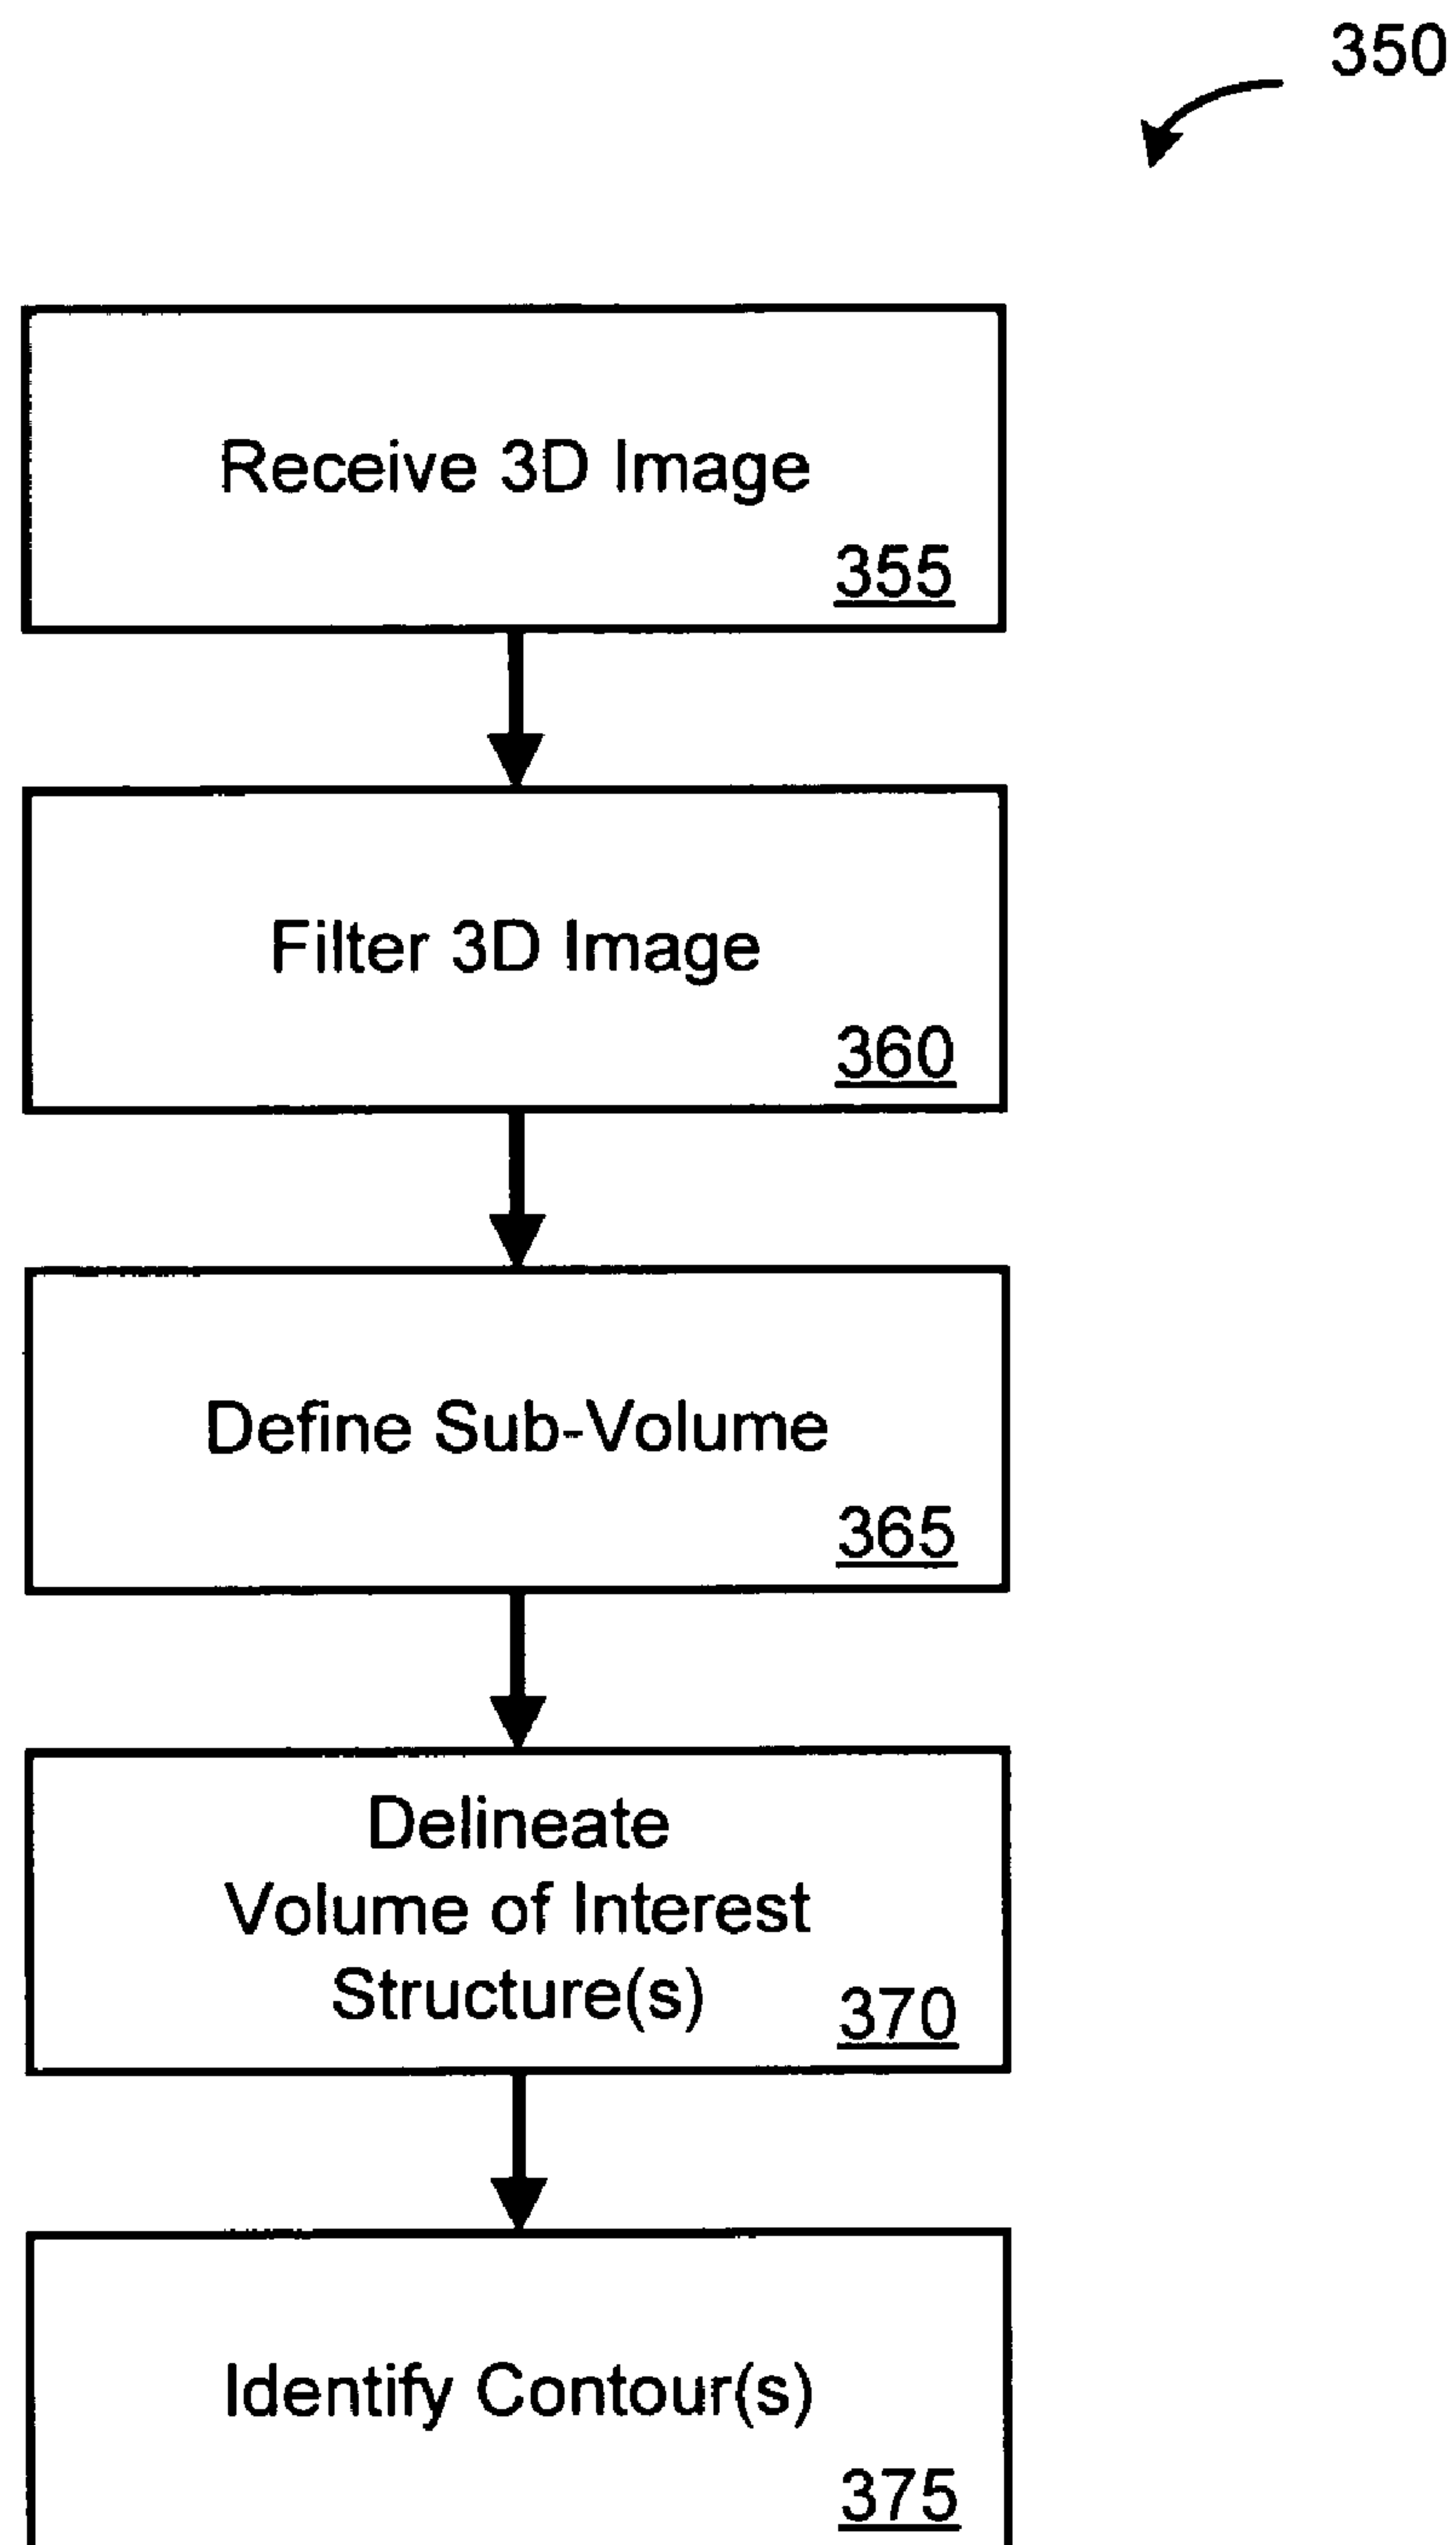 350
Receive 3D Image
355
Filter 3D Image
360
Define Sub-Volume
365
Delineate
Volume of Interest
Structure(s)
370
Identify Contour(s)
375